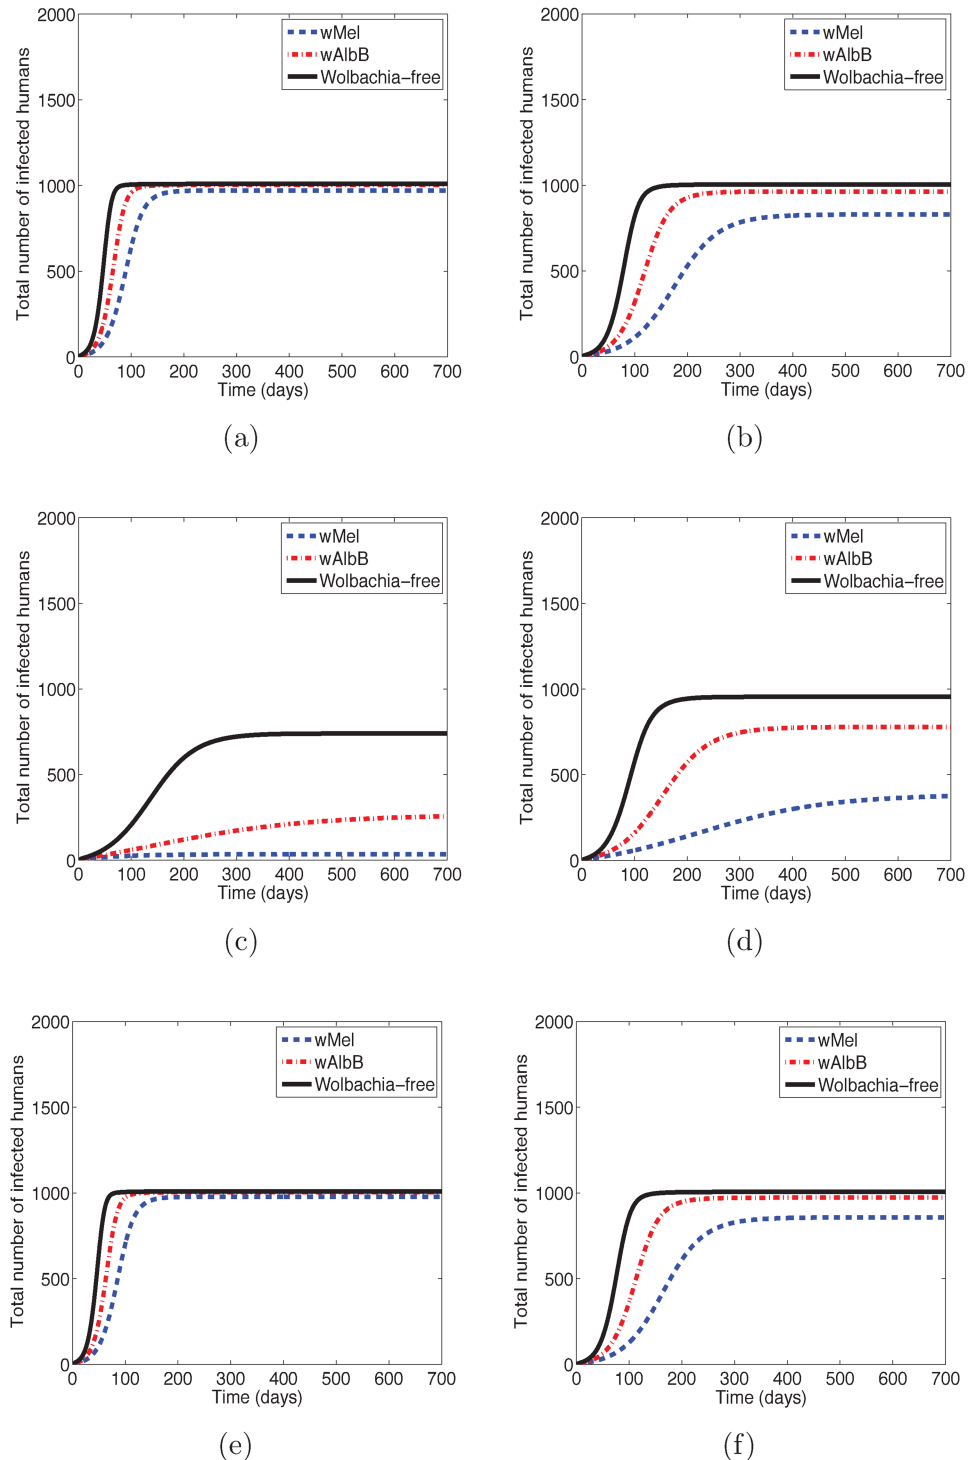 Total number of infected humans
2000
1500
1000
500
0
wMel
wAlbB
Wolbachia-free
0 100 200 300 400 500 600 700
Time (days)
(a)
Total number of infected humans
2000
1500
1000
500
0
wMel
wAlbB
Wolbachia-free
0 100 200 300 400 500 600 700
Time (days)
(b)
Total number of infected humans
2000
1500
1000
500
0
wMel
wAlbB
Wolbachia-free
0 100 200 300 400 500 600 700
Time (days)
(c)
Total number of infected humans
2000
1500
1000
500
0
wMel
wAlbB
Wolbachia-free
0 100 200 300 400 500 600 700
Time (days)
(d)
Total number of infected humans
2000
1500
1000
500
0
wMel
wAlbB
Wolbachia-free
0 100 200 300 400 500 600 700
Time (days)
(e)
Total number of infected humans
2000
1500
1000
500
0
wMel
wAlbB
Wolbachia-free
0 100 200 300 400 500 600 700
Time (days)
(f)